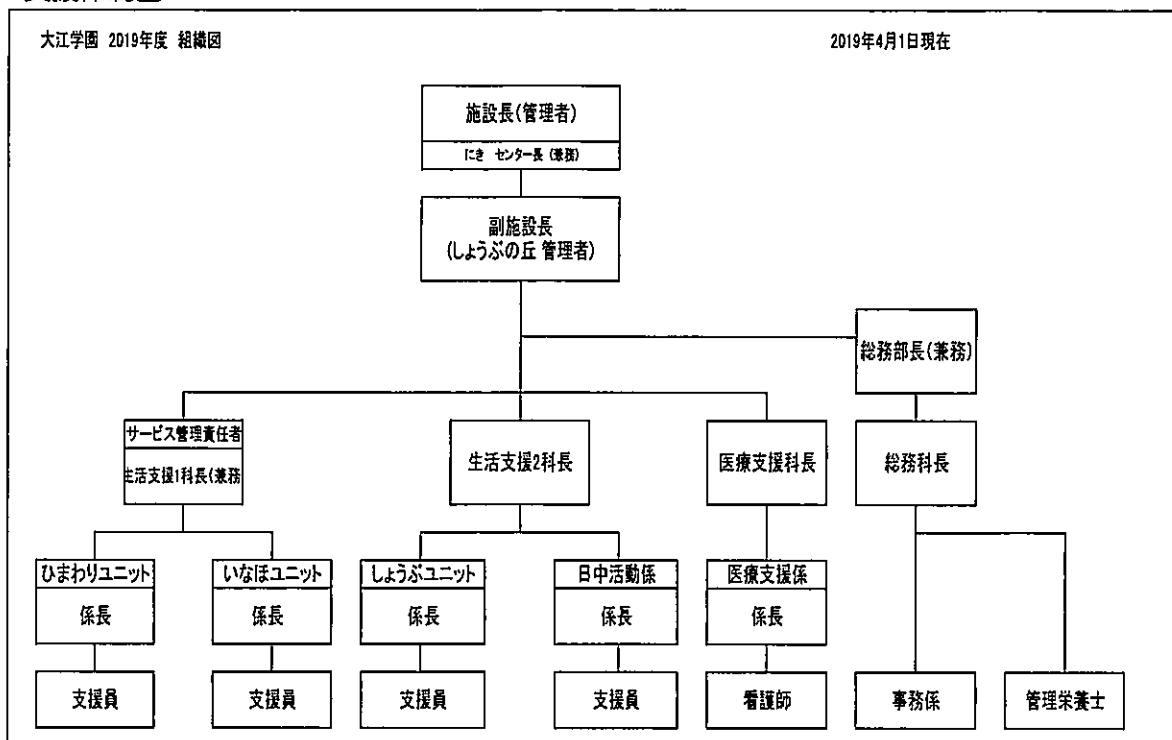 大江学園 2019年度 組織図
2019年4月1日現在
施設長(管理者)
にき センター長(兼務)
副施設長
(しょうぶの丘 管理者)
総務部長(兼務)
サービス管理責任者
生活支援1科長(兼務
生活支援2科長
医療支援科長
総務科長
ひまわりユニット
係長
いなほユニット
係長
しょうぶユニット
係長
日中活動係
係長
医療支援係
係長
支援員
支援員
支援員
支援員
看護師
事務係
管理栄養士